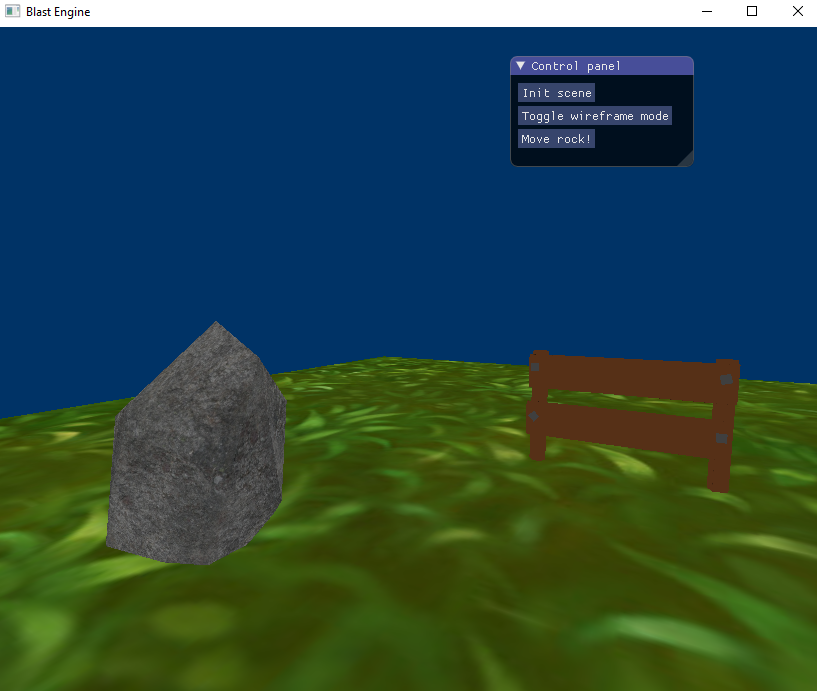 Blast Engine
Control panel
Init scene
Toggle wireframe mode
Move rock!